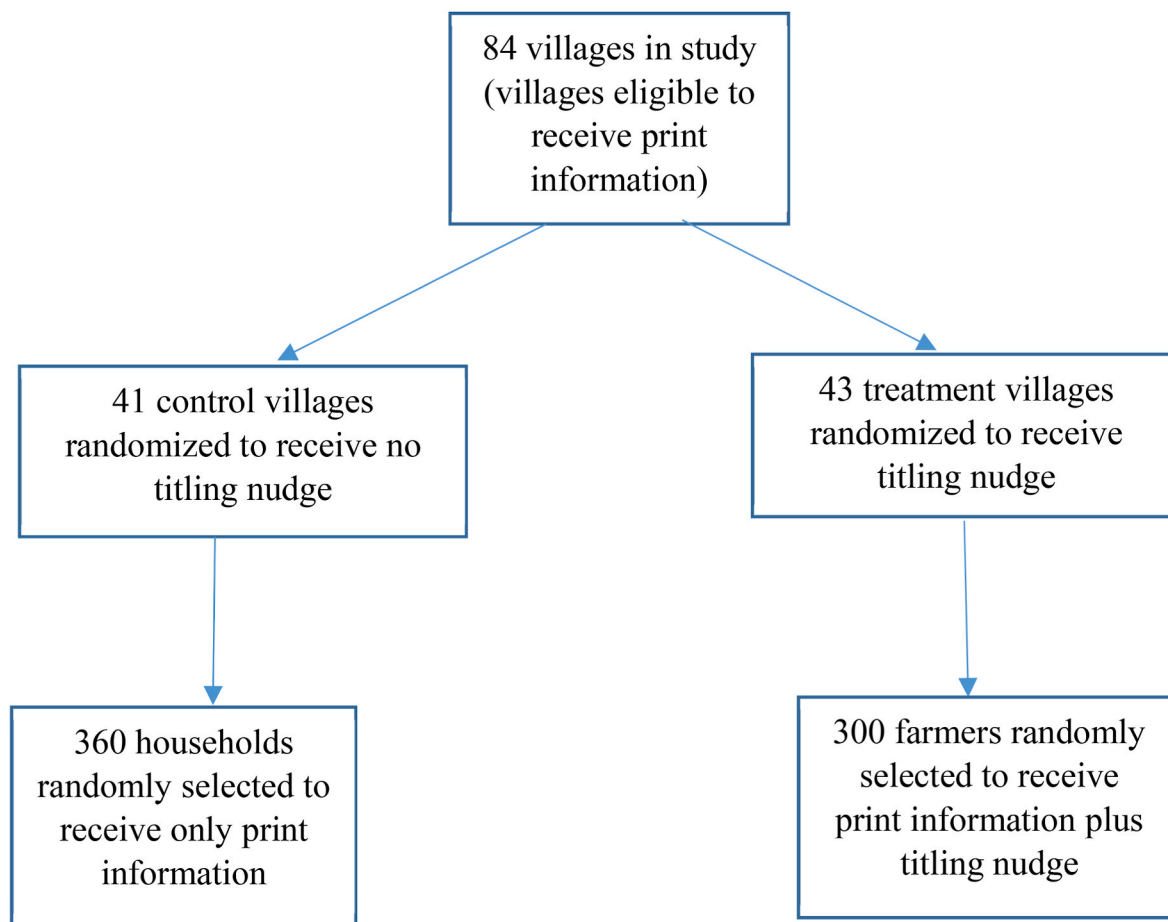 84 villages in study
(villages eligible to
receive print
information)
41 control villages
randomized to receive no
titling nudge
43 treatment villages
randomized to receive
titling nudge
360 households
randomly selected to
receive only print
information
300 farmers randomly
selected to receive
print information plus
titling nudge